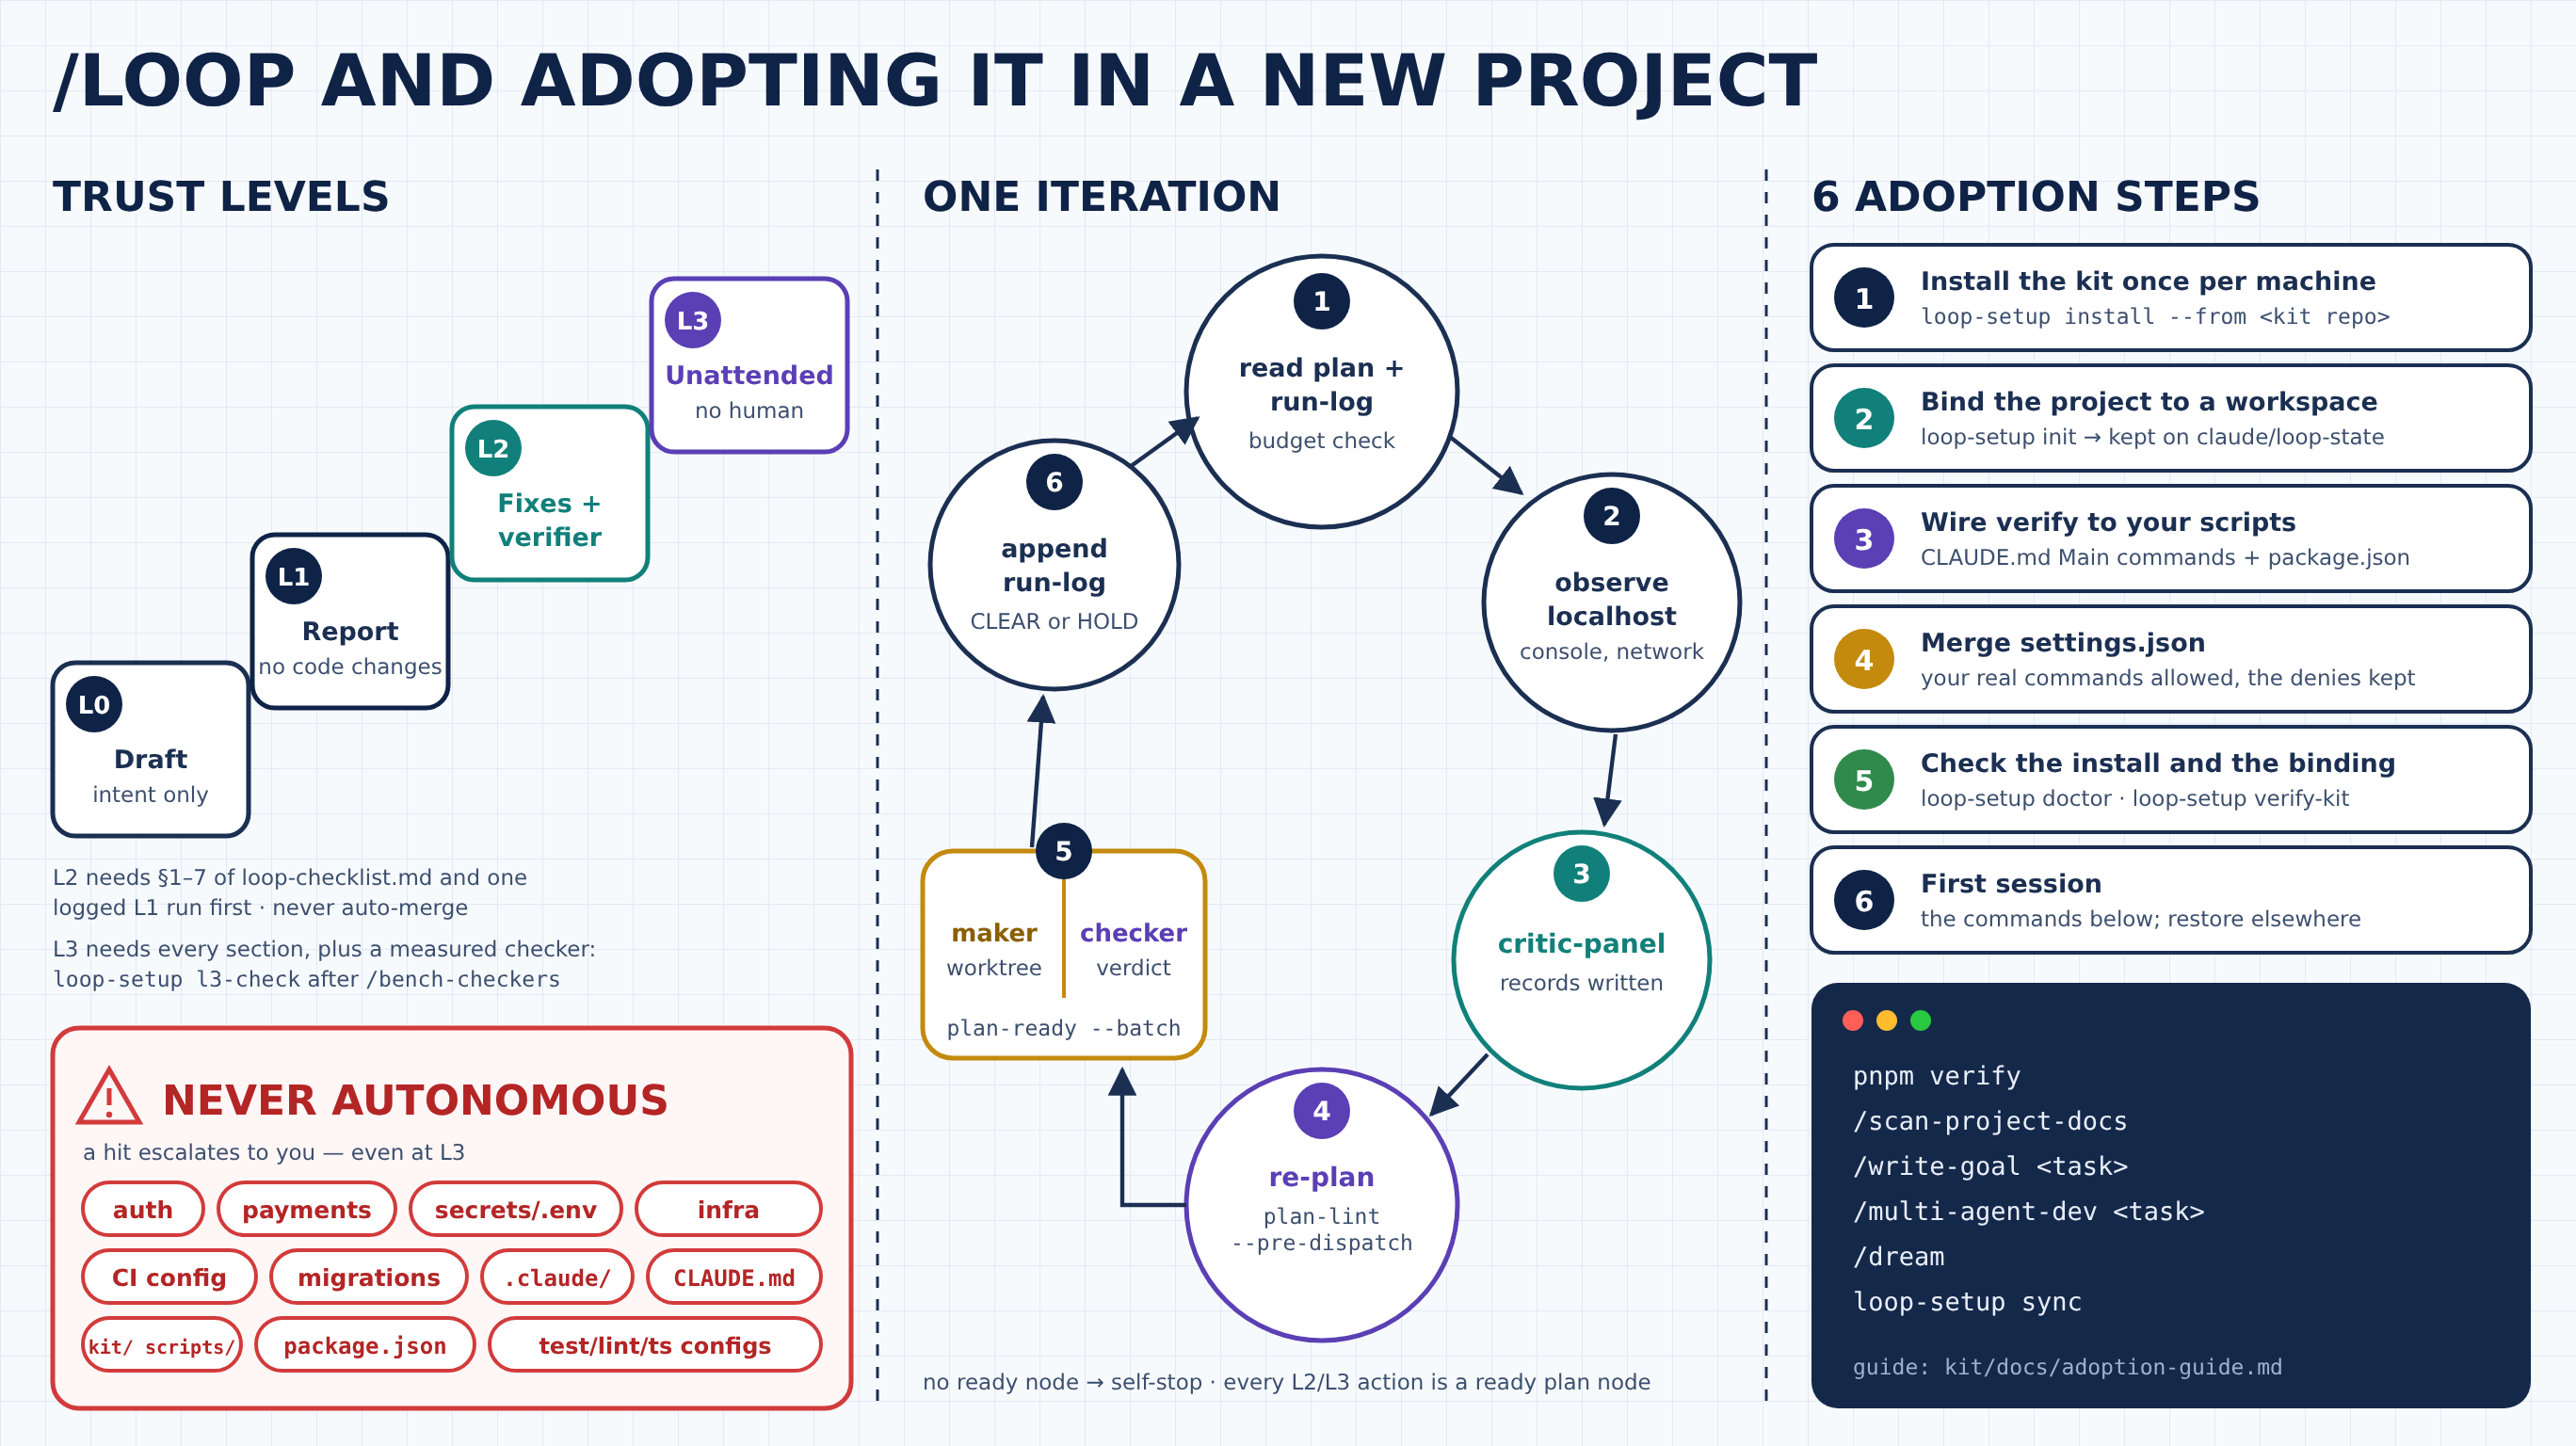 /LOOP AND ADOPTING IT IN A NEW PROJECT
TRUST LEVELS
L3
Unattended
no human
L2
Fixes +
verifier
L1
Report
no code changes
L0
Draft
intent only
L2 needs §1–7 of loop-checklist.md and one
logged L1 run first · never auto-merge
L3 needs every section, plus a measured checker:
loop-setup l3-check after /bench-checkers
NEVER AUTONOMOUS
a hit escalates to you — even at L3
auth payments secrets/.env infra
CI config migrations .claude/ CLAUDE.md
kit/ scripts/ package.json test/lint/ts configs
ONE ITERATION
1
read plan +
run-log
budget check
2
observe
localhost
console, network
3
critic-panel
records written
4
re-plan
plan-lint
--pre-dispatch
5
maker checker
worktree verdict
plan-ready --batch
6
append
run-log
CLEAR or HOLD
no ready node → self-stop · every L2/L3 action is a ready plan node
6 ADOPTION STEPS
1
Install the kit once per machine
loop-setup install --from <kit repo>
2
Bind the project to a workspace
loop-setup init → kept on claude/loop-state
3
Wire verify to your scripts
CLAUDE.md Main commands + package.json
4
Merge settings.json
your real commands allowed, the denies kept
5
Check the install and the binding
loop-setup doctor · loop-setup verify-kit
6
First session
the commands below; restore elsewhere
pnpm verify
/scan-project-docs
/write-goal <task>
/multi-agent-dev <task>
/dream
loop-setup sync
guide: kit/docs/adoption-guide.md